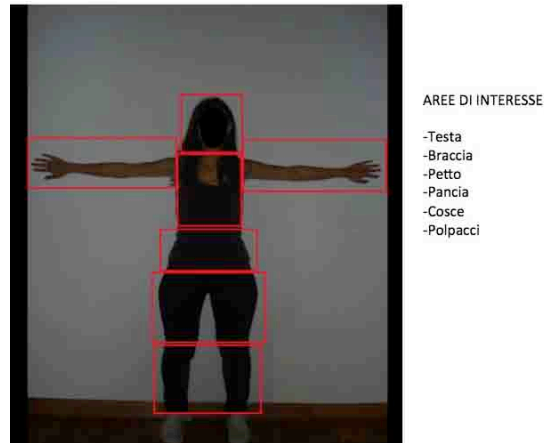 AREE DI INTERESSE
-Testa
-Braccia
-Petto
-Pancia
-Cosce
-Polpacci